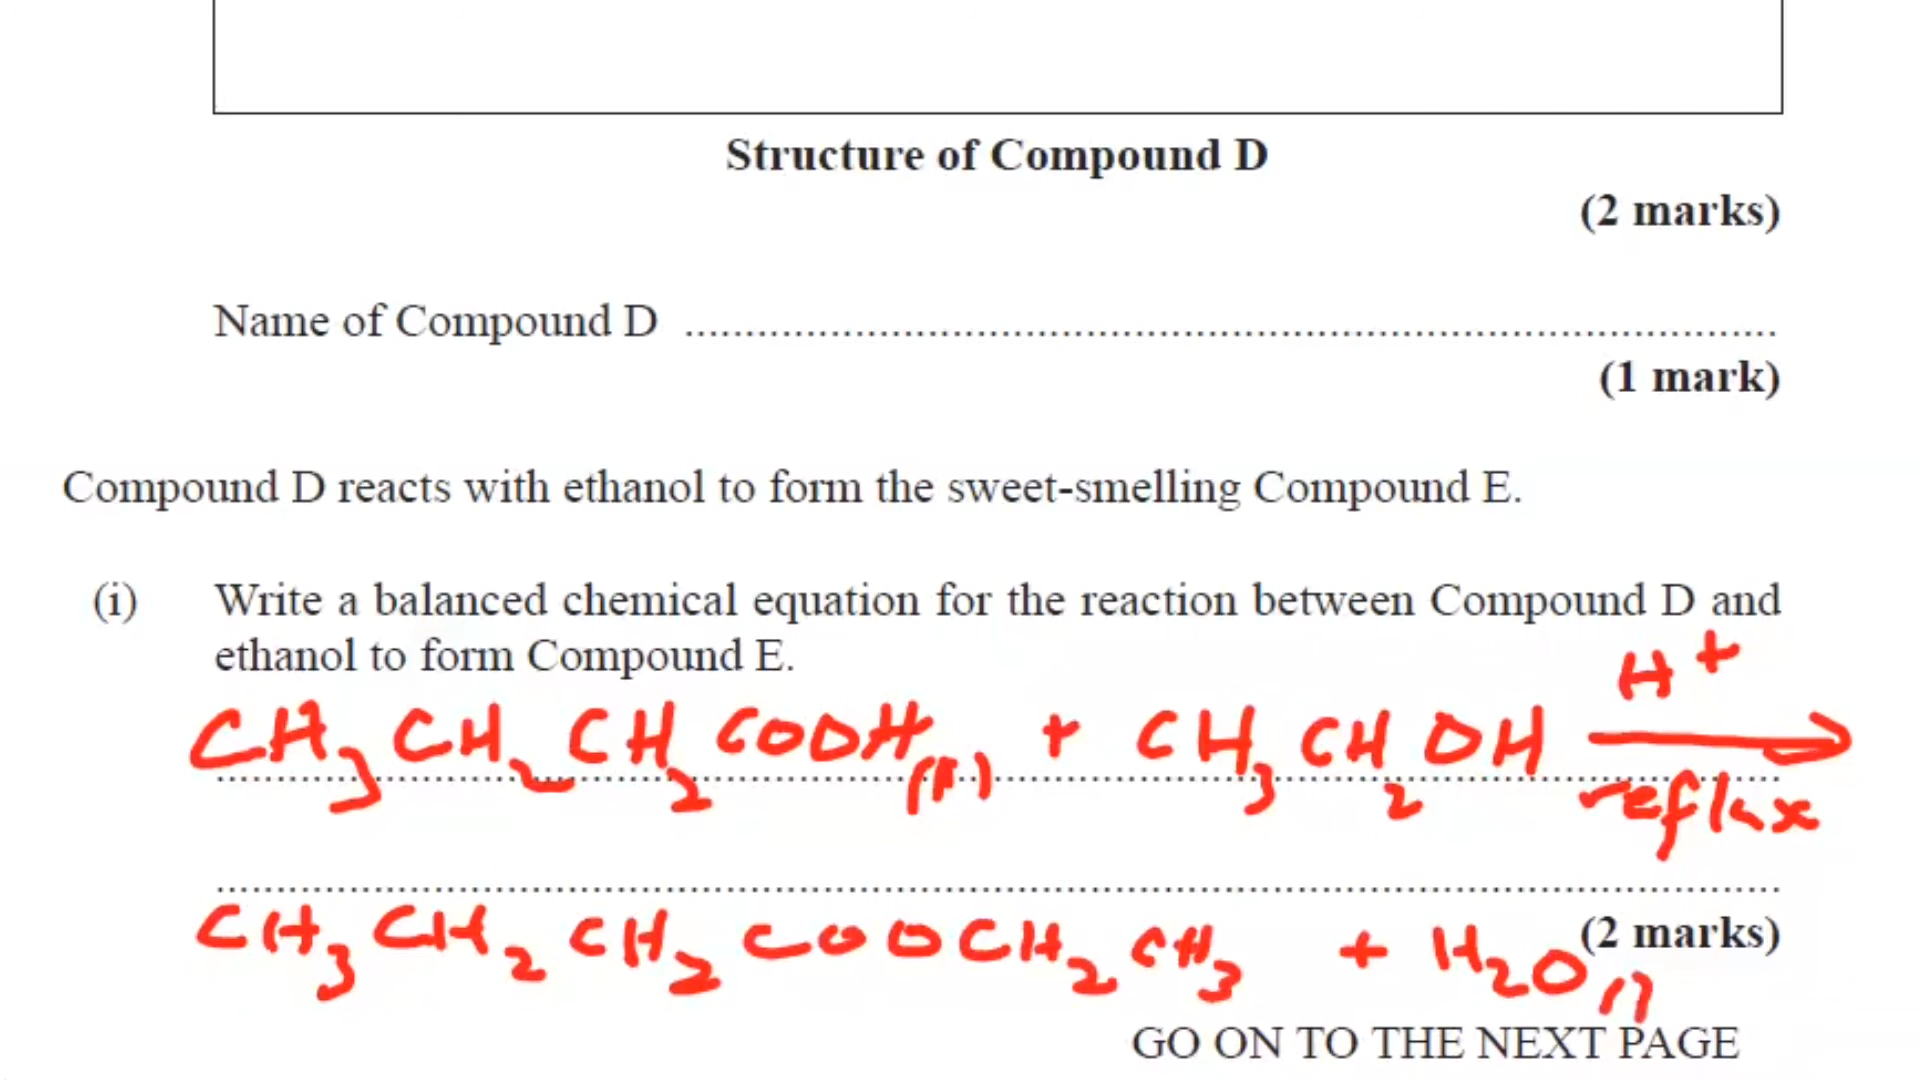 Structure of Compound D
(2 marks)
Name of Compound D ..........................................................................................
(1 mark)
Compound D reacts with ethanol to form the sweet-smelling Compound E.
(i) Write a balanced chemical equation for the reaction between Compound D and
ethanol to form Compound E.
H⁺
CH₃CH₂CH₂COOH + CH₃CH₂OH →
reflux
(2 marks)
CH₃CH₂CH₂COOCH₂CH₃ + H₂O
GO ON TO THE NEXT PAGE